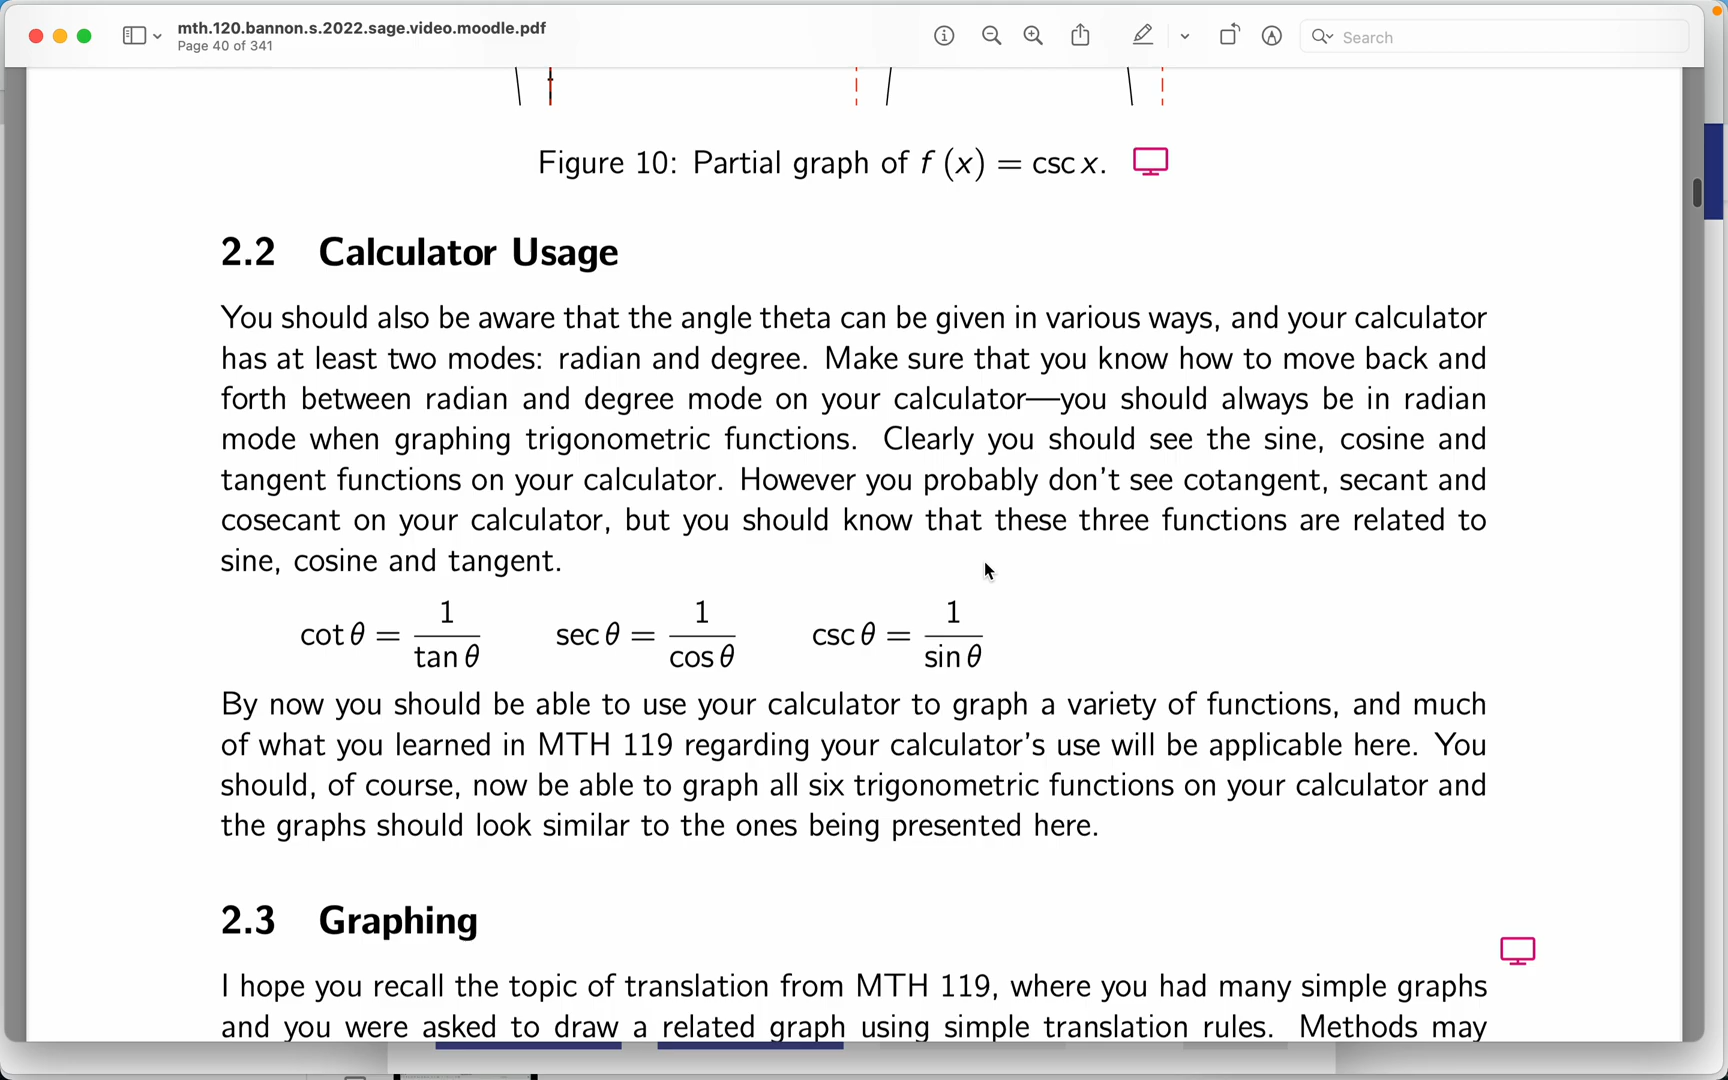 mth.120.bannon.s.2022.sage.video.moodle.pdf
Page 40 of 341
Search
Figure 10: Partial graph of f (x) = csc x.
2.2 Calculator Usage
You should also be aware that the angle theta can be given in various ways, and your calculator
has at least two modes: radian and degree. Make sure that you know how to move back and
forth between radian and degree mode on your calculator—you should always be in radian
mode when graphing trigonometric functions. Clearly you should see the sine, cosine and
tangent functions on your calculator. However you probably don't see cotangent, secant and
cosecant on your calculator, but you should know that these three functions are related to
sine, cosine and tangent.
cot θ = 1/tan θ sec θ = 1/cos θ csc θ = 1/sin θ
By now you should be able to use your calculator to graph a variety of functions, and much
of what you learned in MTH 119 regarding your calculator's use will be applicable here. You
should, of course, now be able to graph all six trigonometric functions on your calculator and
the graphs should look similar to the ones being presented here.
2.3 Graphing
I hope you recall the topic of translation from MTH 119, where you had many simple graphs
and you were asked to draw a related graph using simple translation rules. Methods may